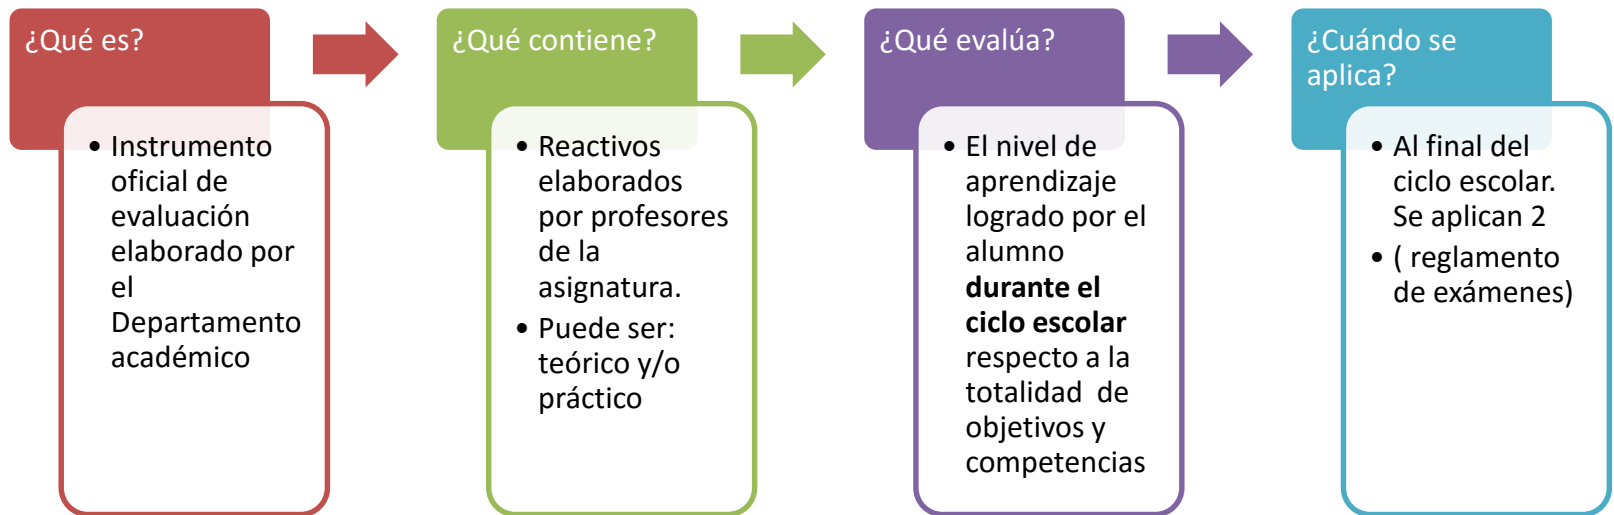 ¿Qué es?
• Instrumento
oficial de
evaluación
elaborado por
el
Departamento
académico
¿Qué contiene?
• Reactivos
elaborados
por profesores
de la
asignatura.
• Puede ser:
teórico y/o
práctico
¿Qué evalúa?
• El nivel de
aprendizaje
logrado por el
alumno
durante el
ciclo escolar
respecto a la
totalidad de
objetivos y
competencias
¿Cuándo se
aplica?
• Al final del
ciclo escolar.
Se aplican 2
• ( reglamento
de exámenes)